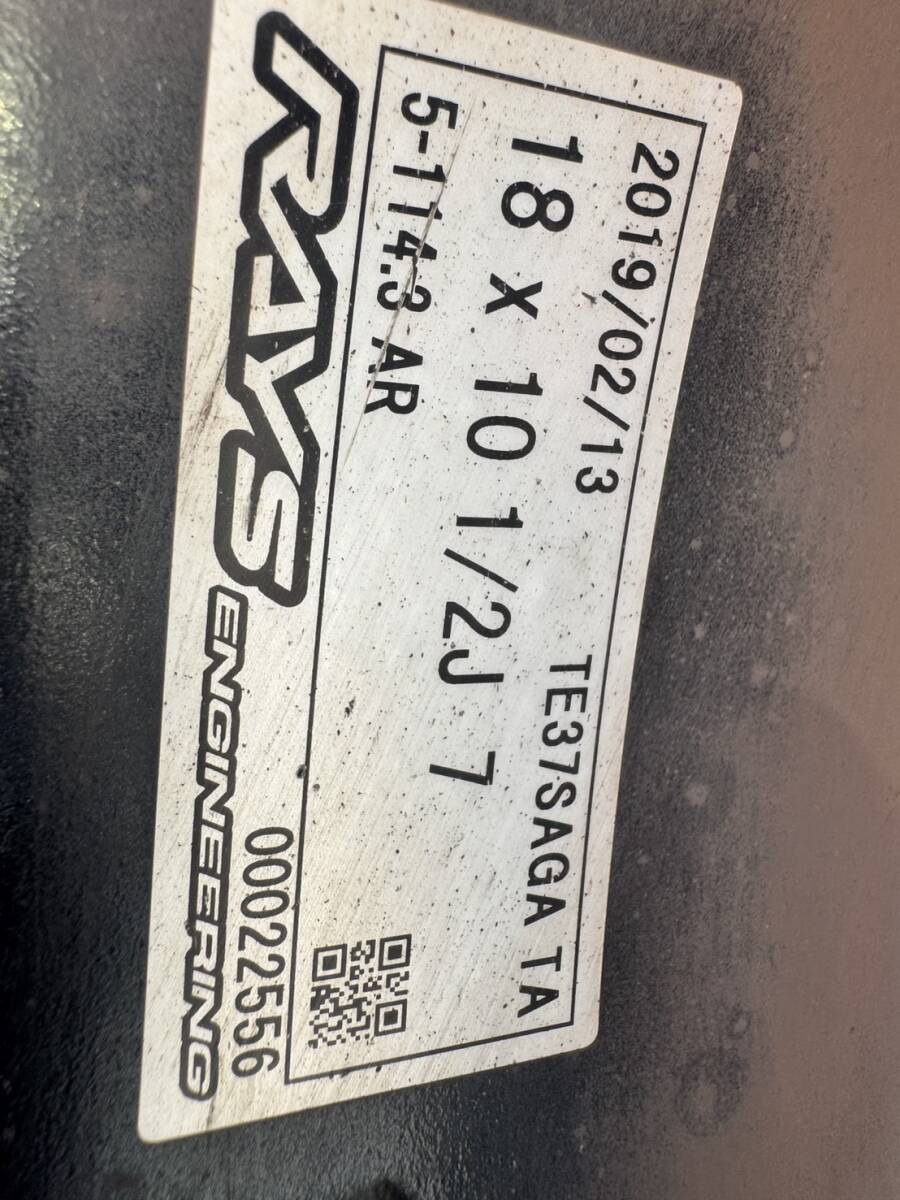 2019/02/13 TE37SAGA TA
18 x 10 1/2J 7
5-114.3 AR
00022556
RAYS ENGINEERING